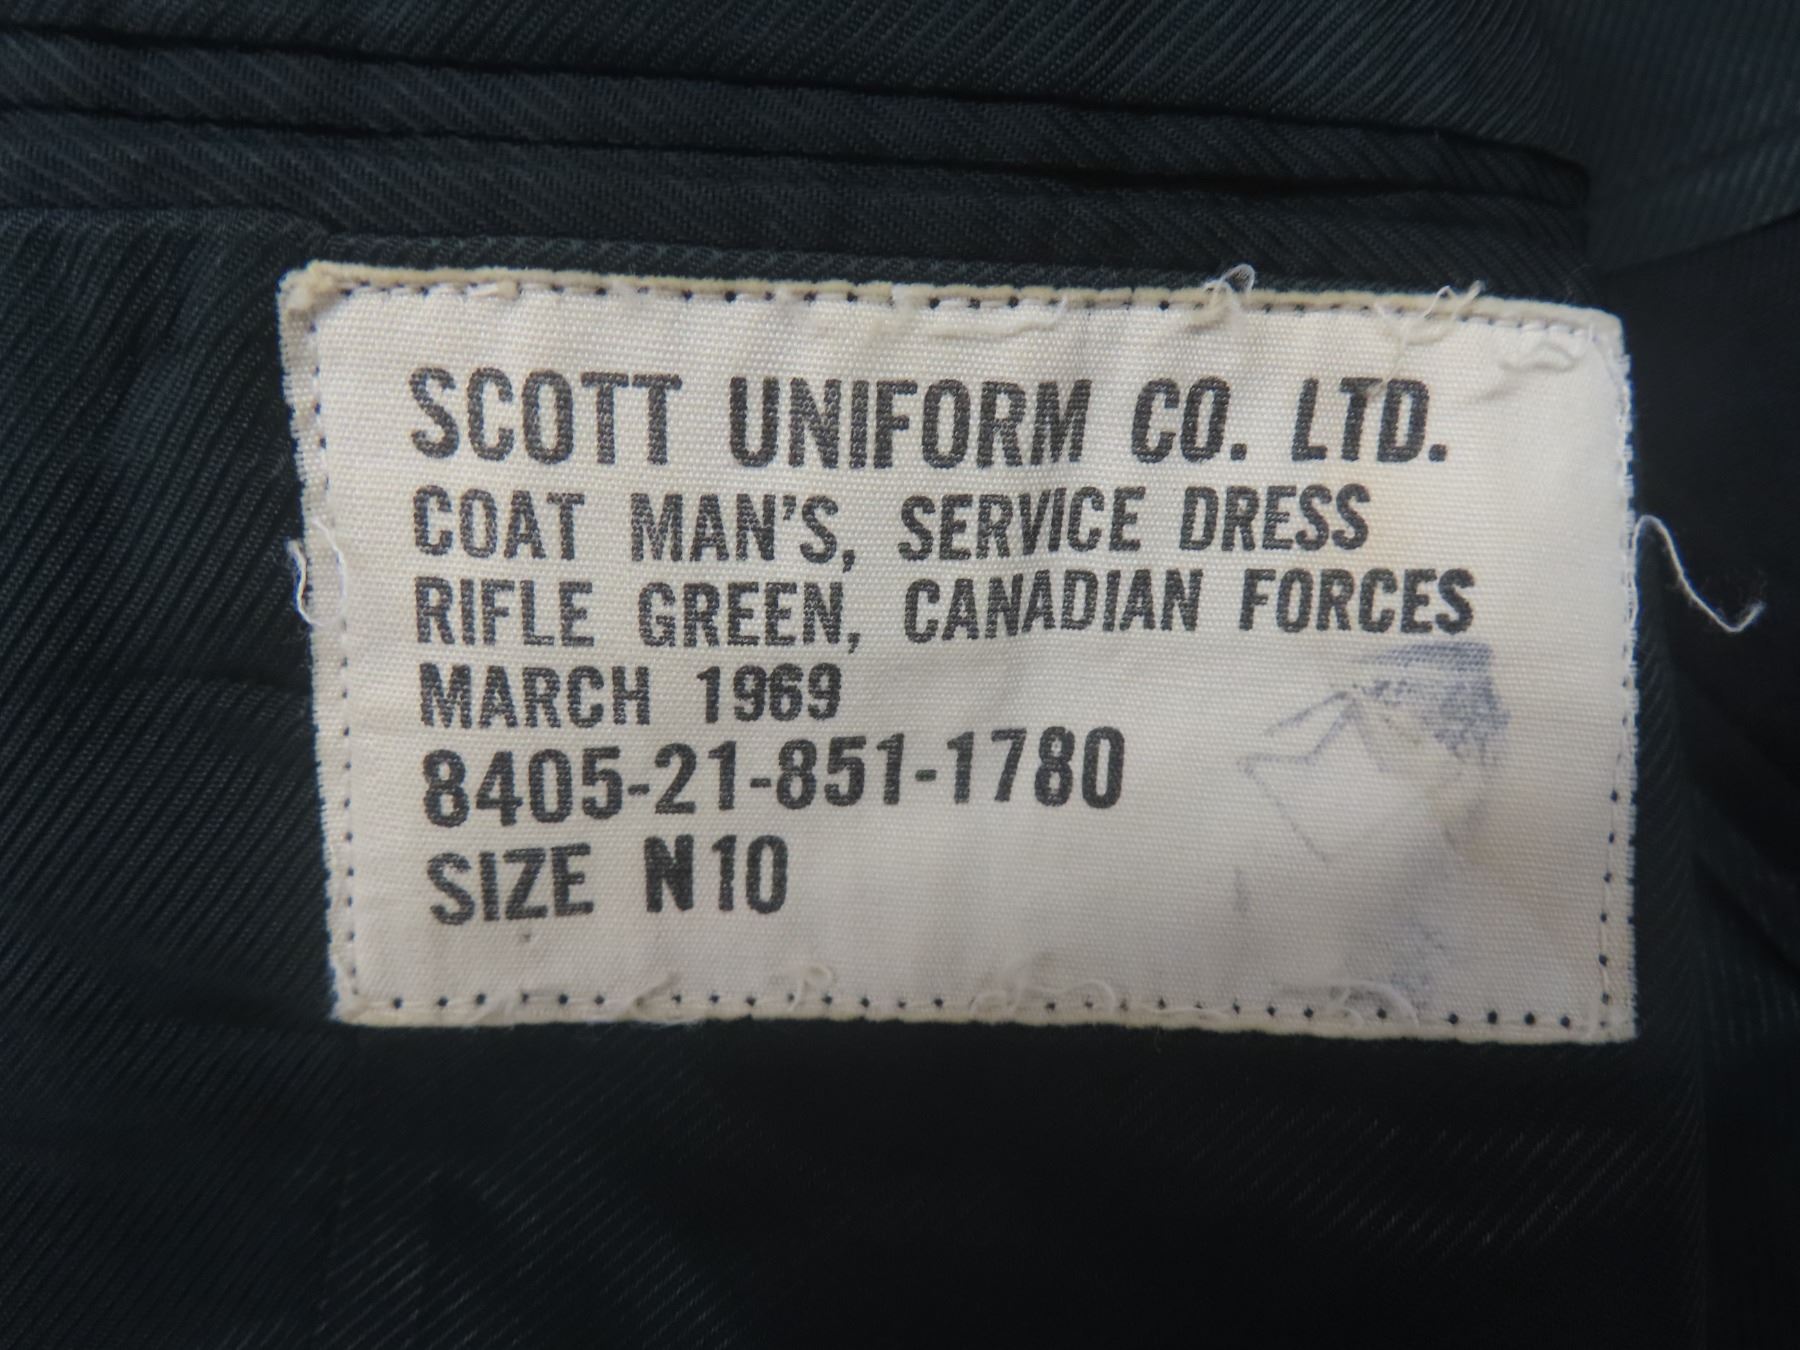 SCOTT UNIFORM CO. LTD.
COAT MAN'S, SERVICE DRESS
RIFLE GREEN, CANADIAN FORCES
MARCH 1969
8405-21-851-1780
SIZE N10